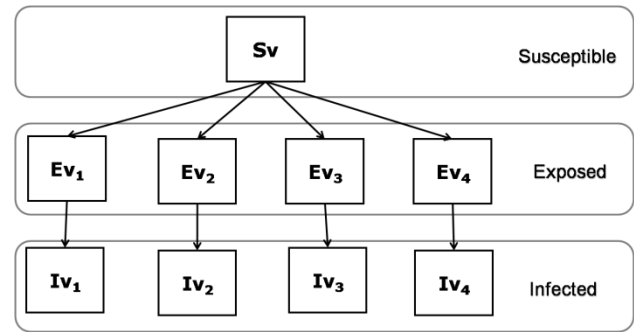 Sv
Susceptible
Ev₁ Ev₂ Ev₃ Ev₄ Exposed
Iv₁ Iv₂ Iv₃ Iv₄ Infected